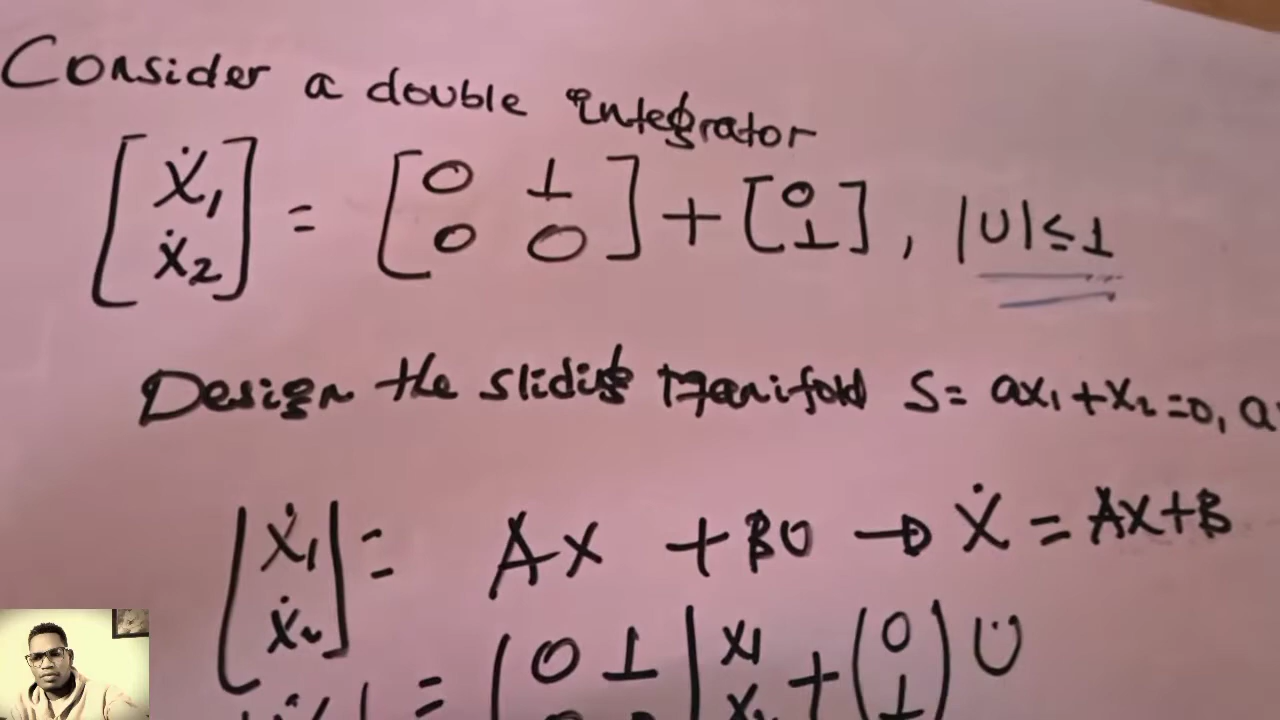 Consider a double integrator
[ẋ₁ ẋ₂] = [0 1 0 0] + [0 1], |U| ≤ 1
Design the sliding manifold S = ax₁ + x₂ = 0, a
[ẋ₁ ẋ₂] = Ax + BU → Ẋ = AX + B
= (0 1 | x₁ + (0 1) U